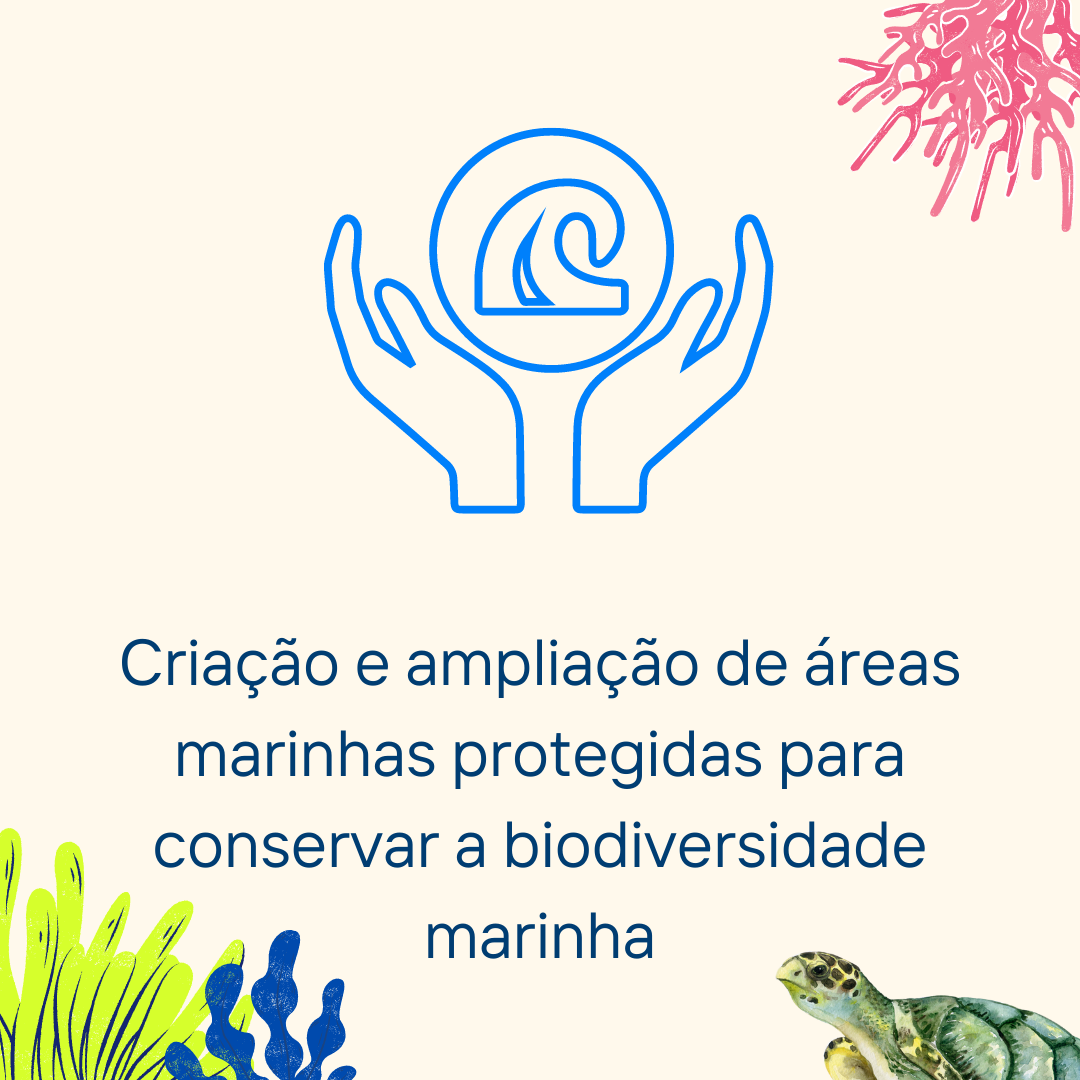 Criação e ampliação de áreas
marinhas protegidas para
conservar a biodiversidade
marinha